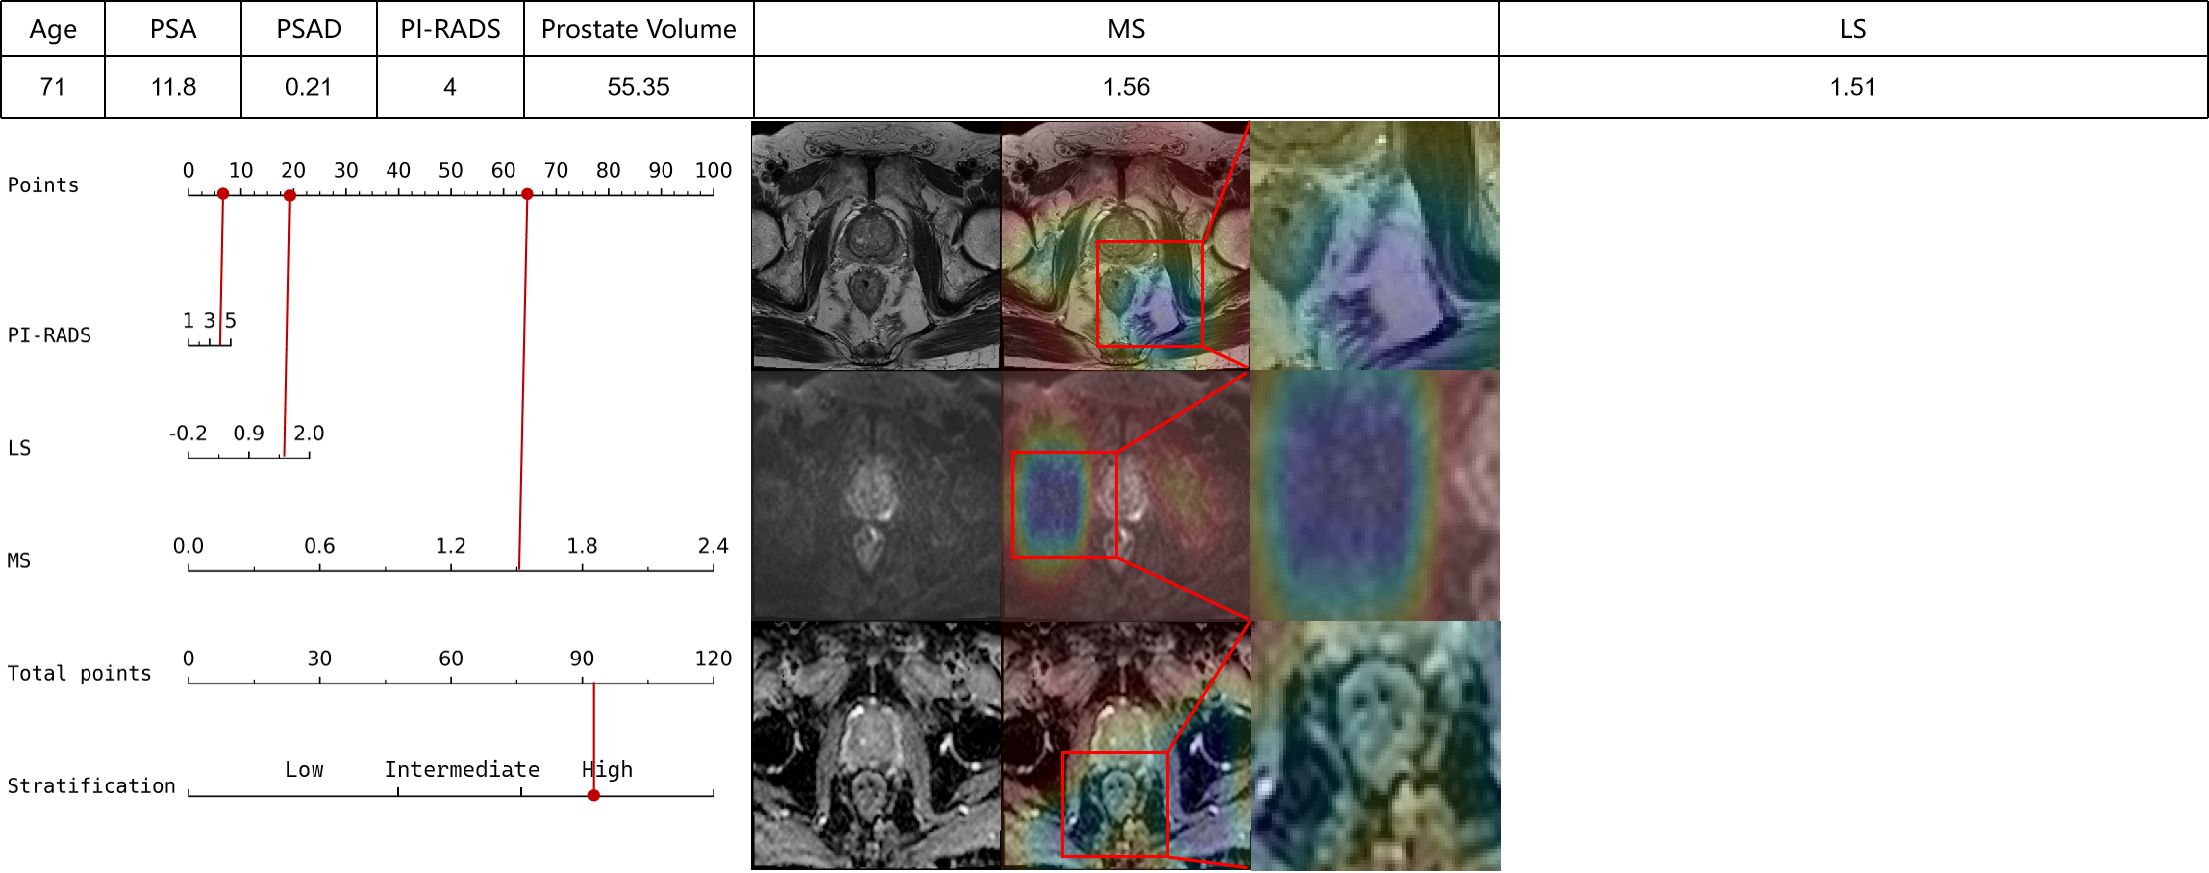 Age PSA PSAD PI-RADS Prostate Volume MS LS
71 11.8 0.21 4 55.35 1.56 1.51
0 10 20 30 40 50 60 70 80 90 100
Points
1 3 5
PI-RADS
-0.2 0.9 2.0
LS
0.0 0.6 1.2 1.8 2.4
MS
0 30 60 90 120
Total points
Low Intermediate High
Stratification